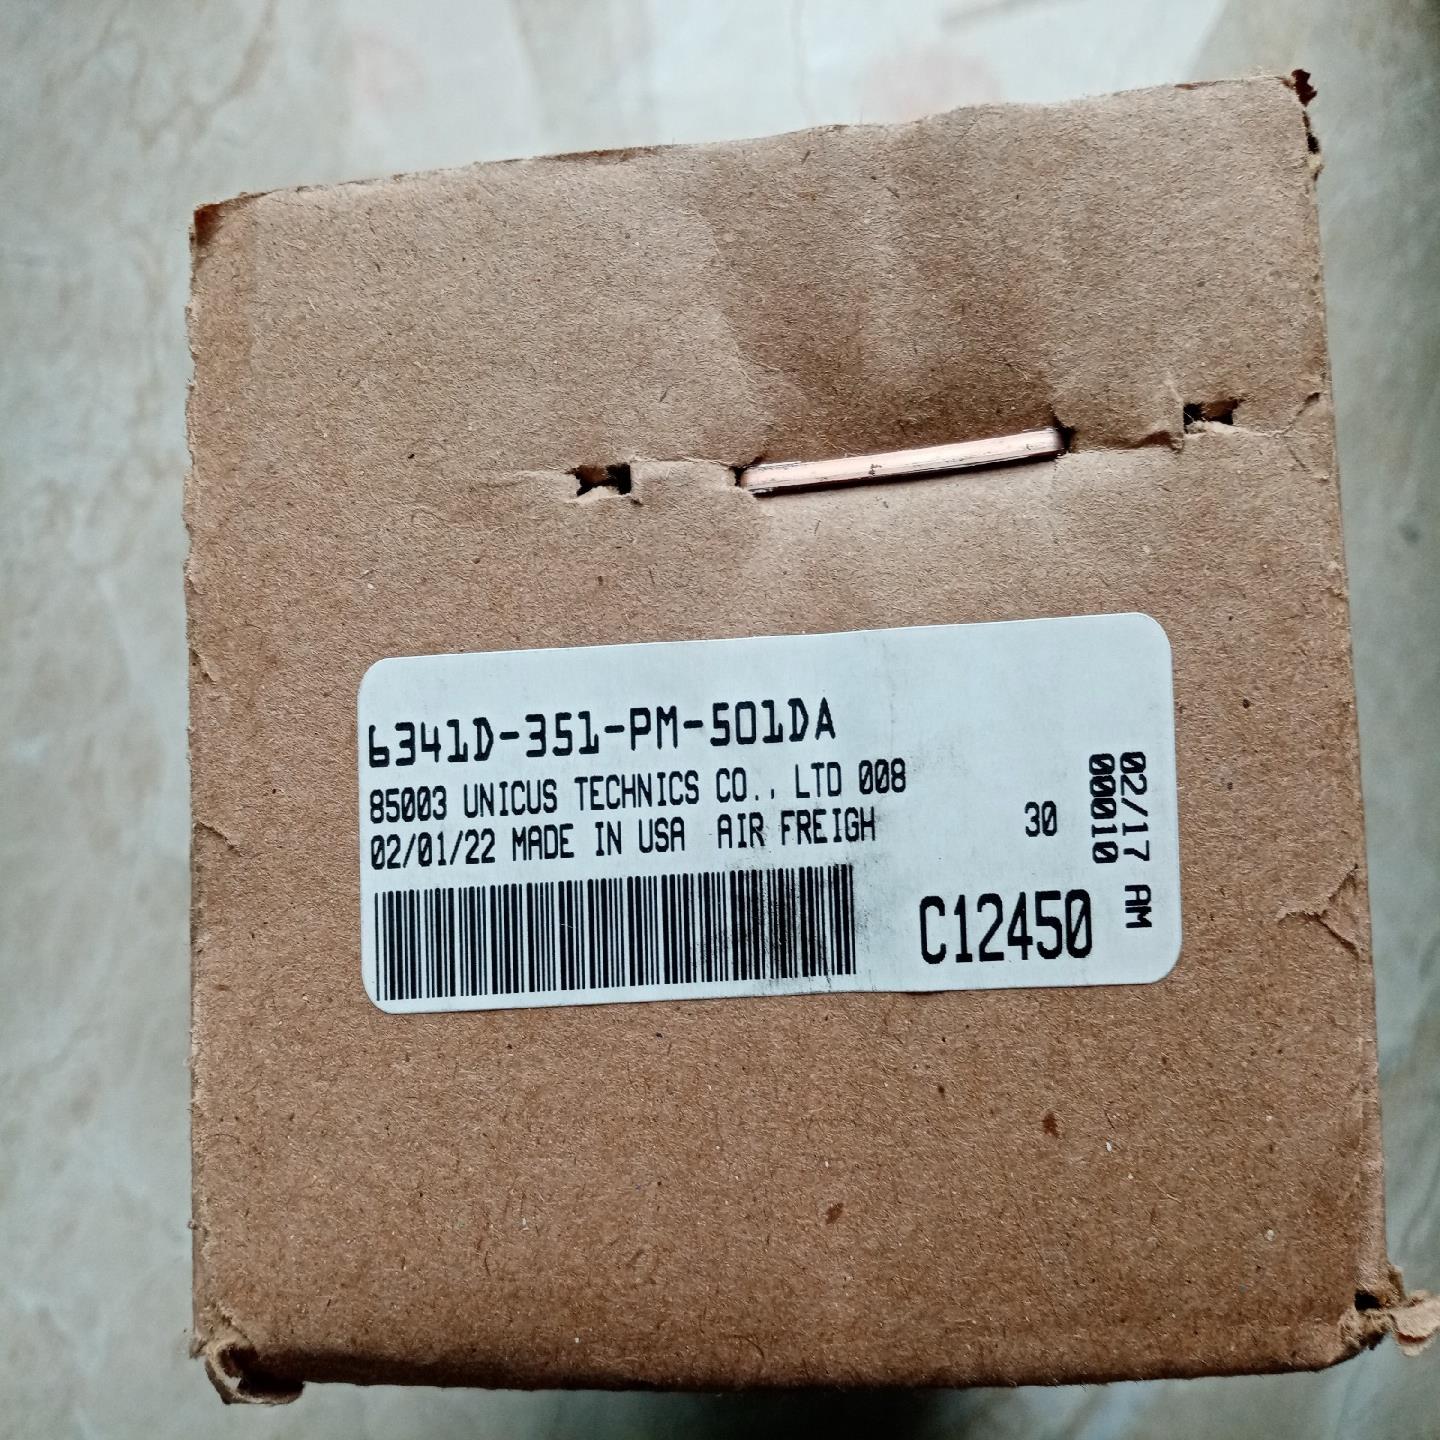 6341D-351-PM-501DA
85003 UNICUS TECHNICS CO., LTD 008
02/01/22 MADE IN USA AIR FREIGH
30
C12450
02/17 AM
000010